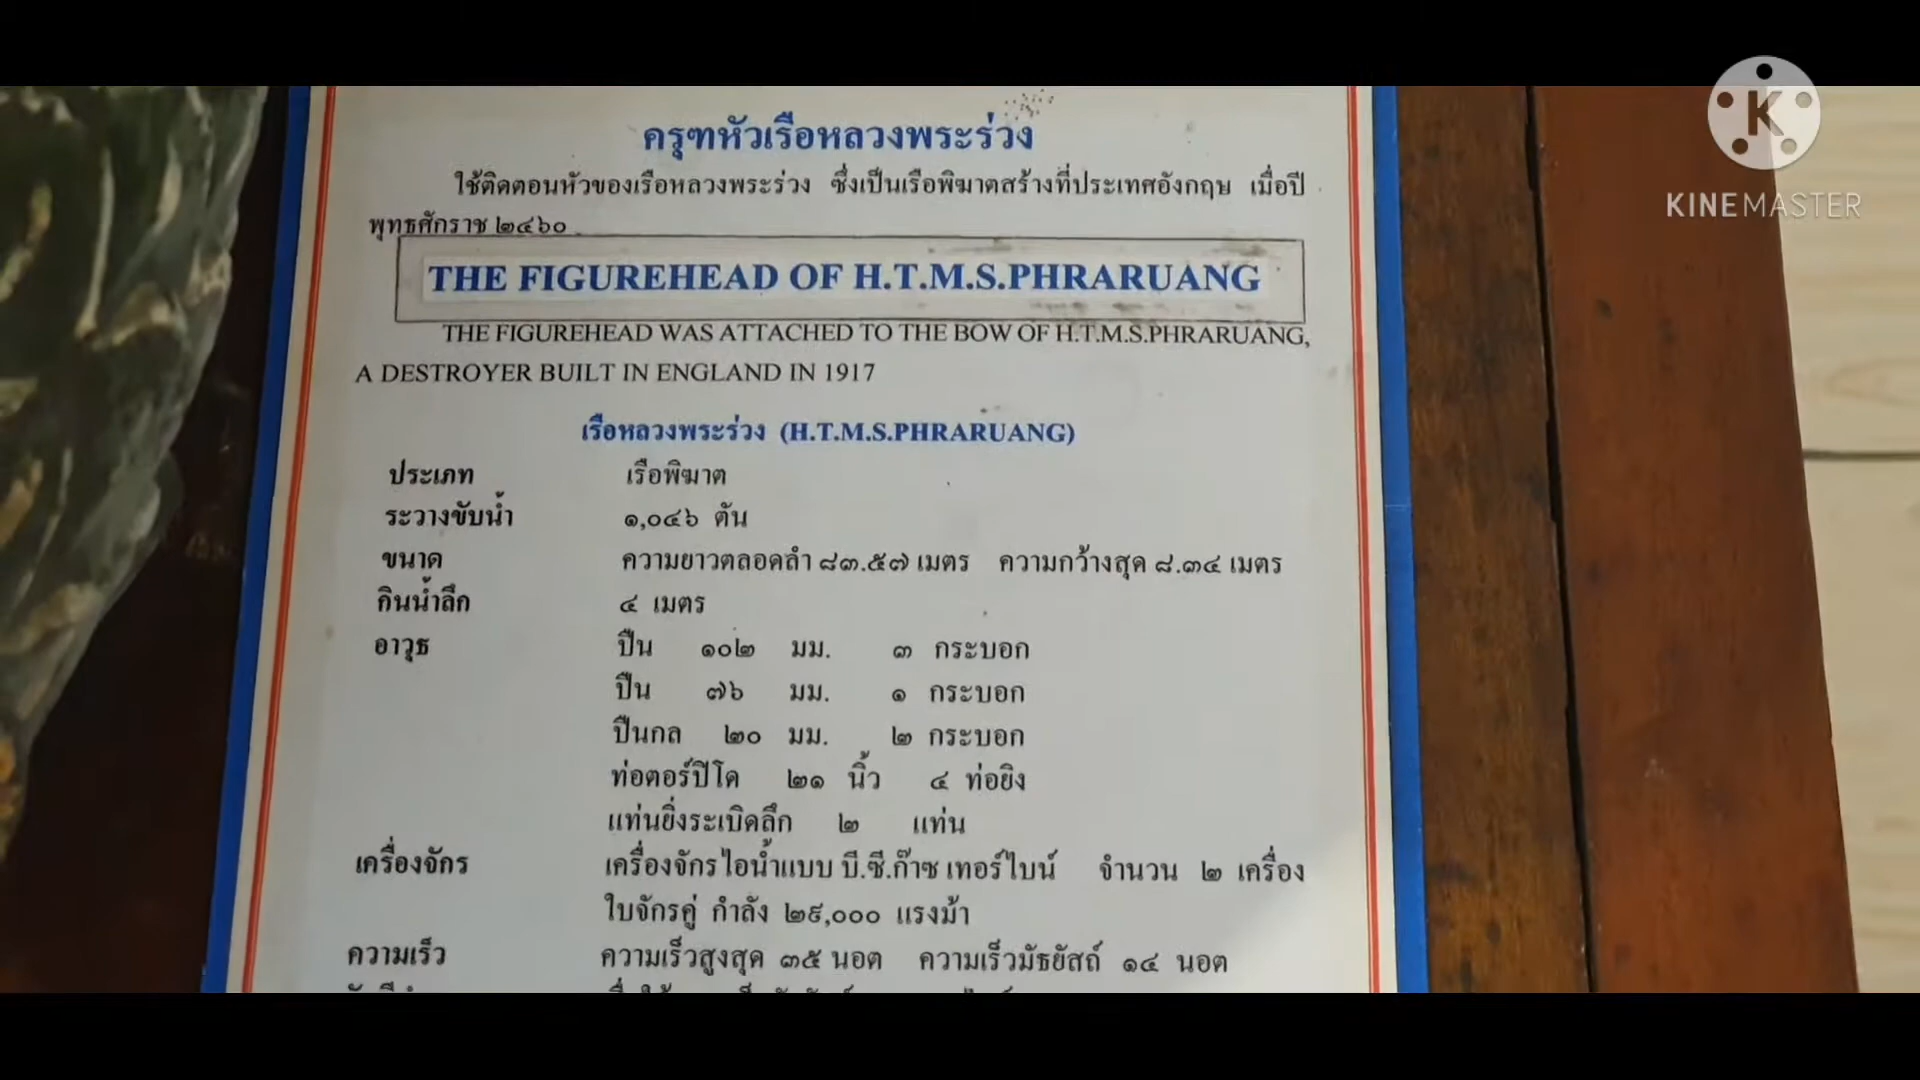 ครุฑหัวเรือหลวงพระร่วง
ใช้ติดตอนหัวของเรือหลวงพระร่วง ซึ่งเป็นเรือพิฆาตสร้างที่ประเทศอังกฤษ เมื่อปี
พุทธศักราช ๒๔๖๐
THE FIGUREHEAD OF H.T.M.S.PHRARUANG
THE FIGUREHEAD WAS ATTACHED TO THE BOW OF H.T.M.S.PHRARUANG,
A DESTROYER BUILT IN ENGLAND IN 1917
เรือหลวงพระร่วง (H.T.M.S.PHRARUANG)
ประเภท เรือพิฆาต
ระวางขับน้ำ ๑,๐๔๖ ตัน
ขนาด ความยาวตลอดลำ ๘๓.๕๗ เมตร ความกว้างสุด ๘.๓๔ เมตร
กินน้ำลึก ๔ เมตร
อาวุธ ปืน ๑๐๒ มม. ๓ กระบอก
ปืน ๗๖ มม. ๑ กระบอก
ปืนกล ๒๐ มม. ๒ กระบอก
ท่อตอร์ปิโด ๒๑ นิ้ว ๔ ท่อยิง
แท่นยิ่งระเบิดลึก ๒ แท่น
เครื่องจักร เครื่องจักรไอน้ำแบบ บี.ซี.ก๊าซ เทอร์ไบน์ จำนวน ๒ เครื่อง
ใบจักรคู่ กำลัง ๒๙,๐๐๐ แรงม้า
ความเร็ว ความเร็วสูงสุด ๓๕ นอต ความเร็วมัธยัสถ์ ๑๔ นอต
K
KINEMASTER